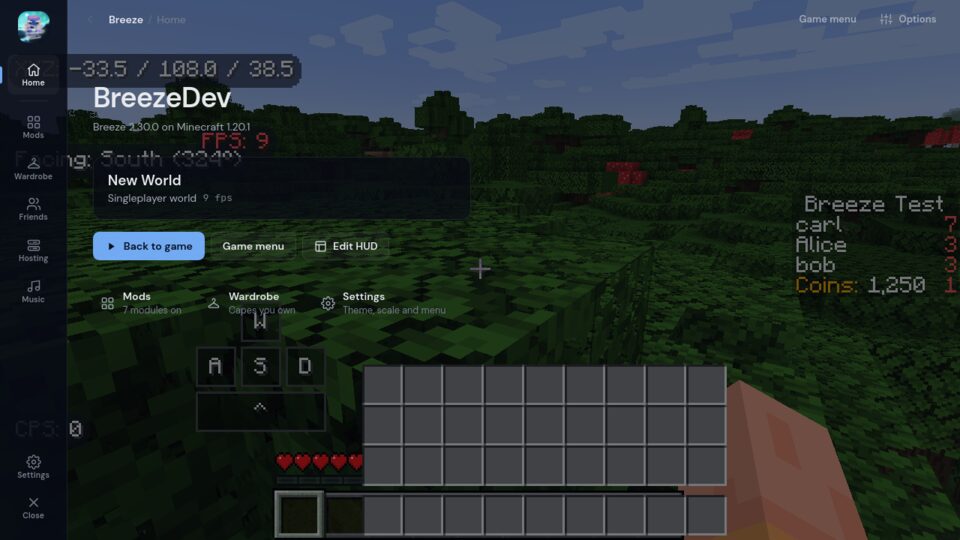 Breeze / Home
Game menu
Options
XYZ: -33.5 / 108.0 / 38.5
Home
BreezeDev
Breeze 2.30.0 on Minecraft 1.20.1
FPS: 9
Mods
Facing: South (324°)
Wardrobe
New World
Singleplayer world 9 fps
Friends
Breeze Test
carl 7
Alice 3
bob 3
Coins: 1,250 1
Hosting
Back to game
Game menu
Edit HUD
Music
Mods
7 modules on
Wardrobe
Capes you own
Settings
Theme, scale and menu
W
A
S
D
^
CPS: 0
Settings
Close